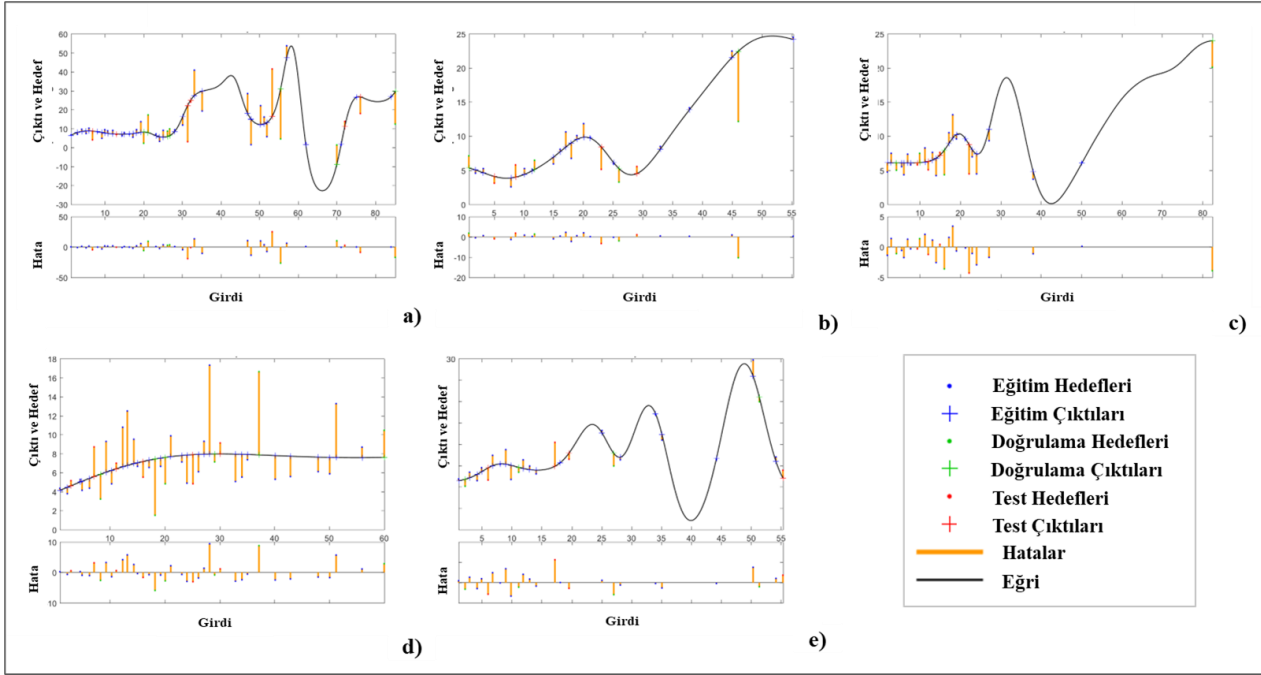 60
50
40
30
20
10
0
-10
-20
-30
Çıktı ve Hedef
10 20 30 40 50 60 70 80
50
0
-50
Hata
Girdi
a)
25
20
15
10
5
0
Çıktı ve Hedef
5 10 15 20 25 30 35 40 45 50 55
10
0
-10
-20
Hata
Girdi
b)
25
20
15
10
5
0
Çıktı ve Hedef
20 40 60 80
5
0
-5
Hata
Girdi
c)
18
16
14
12
10
8
6
4
2
0
Çıktı ve Hedef
10 20 30 40 50 60
10
0
10
Hata
Girdi
d)
30
Çıktı ve Hedef
5 10 15 20 25 30 35 40 45 50 55
Hata
Girdi
e)
Eğitim Hedefleri
Eğitim Çıktıları
Doğrulama Hedefleri
Doğrulama Çıktıları
Test Hedefleri
Test Çıktıları
Hatalar
Eğri